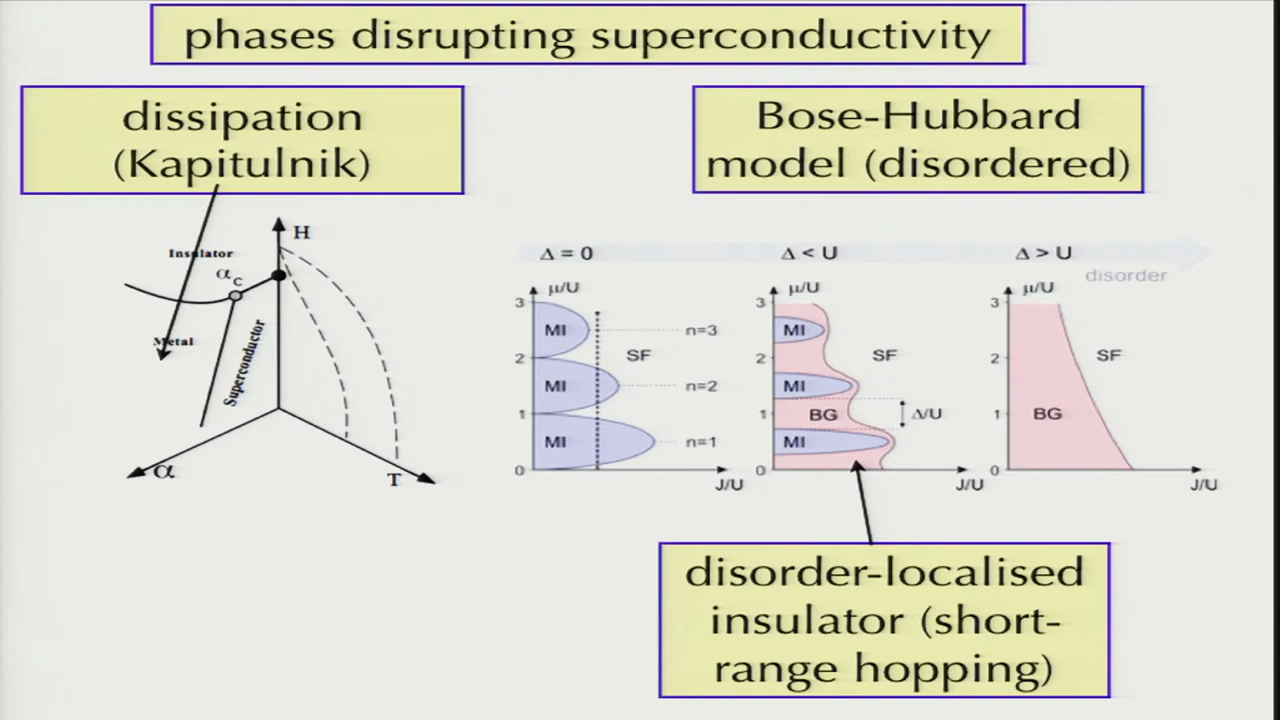 phases disrupting superconductivity
dissipation
(Kapitulnik)
Bose-Hubbard
model (disordered)
H
Insulator
αc
Metal
Superconductor
α
T
Δ = 0
Δ < U
Δ > U
disorder
μ/U
3
MI
n=3
SF
2
MI
n=2
1
MI
n=1
0
J/U
μ/U
3
MI
SF
2
MI
1
BG
Δ/U
MI
0
J/U
μ/U
3
SF
2
1
BG
0
J/U
disorder-localised
insulator (short-
range hopping)